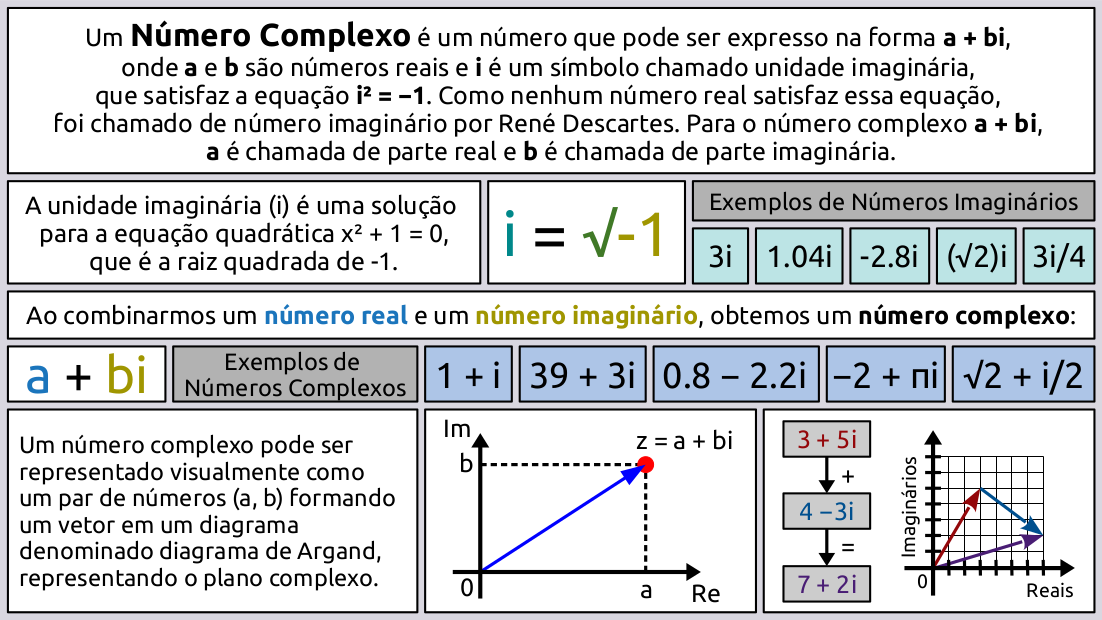 Um Número Complexo é um número que pode ser expresso na forma a + bi,
onde a e b são números reais e i é um símbolo chamado unidade imaginária,
que satisfaz a equação i² = −1. Como nenhum número real satisfaz essa equação,
foi chamado de número imaginário por René Descartes. Para o número complexo a + bi,
a é chamada de parte real e b é chamada de parte imaginária.
A unidade imaginária (i) é uma solução
para a equação quadrática x² + 1 = 0,
que é a raiz quadrada de -1.
i = √-1
Exemplos de Números Imaginários
3i
1.04i
-2.8i
(√2)i
3i/4
Ao combinarmos um número real e um número imaginário, obtemos um número complexo:
a + bi
Exemplos de
Números Complexos
1 + i
39 + 3i
0.8 − 2.2i
−2 + πi
√2 + i/2
Um número complexo pode ser
representado visualmente como
um par de números (a, b) formando
um vetor em um diagrama
denominado diagrama de Argand,
representando o plano complexo.
Im
z = a + bi
b
0
a
Re
3 + 5i
+
4 −3i
=
7 + 2i
Imaginários
0
Reais